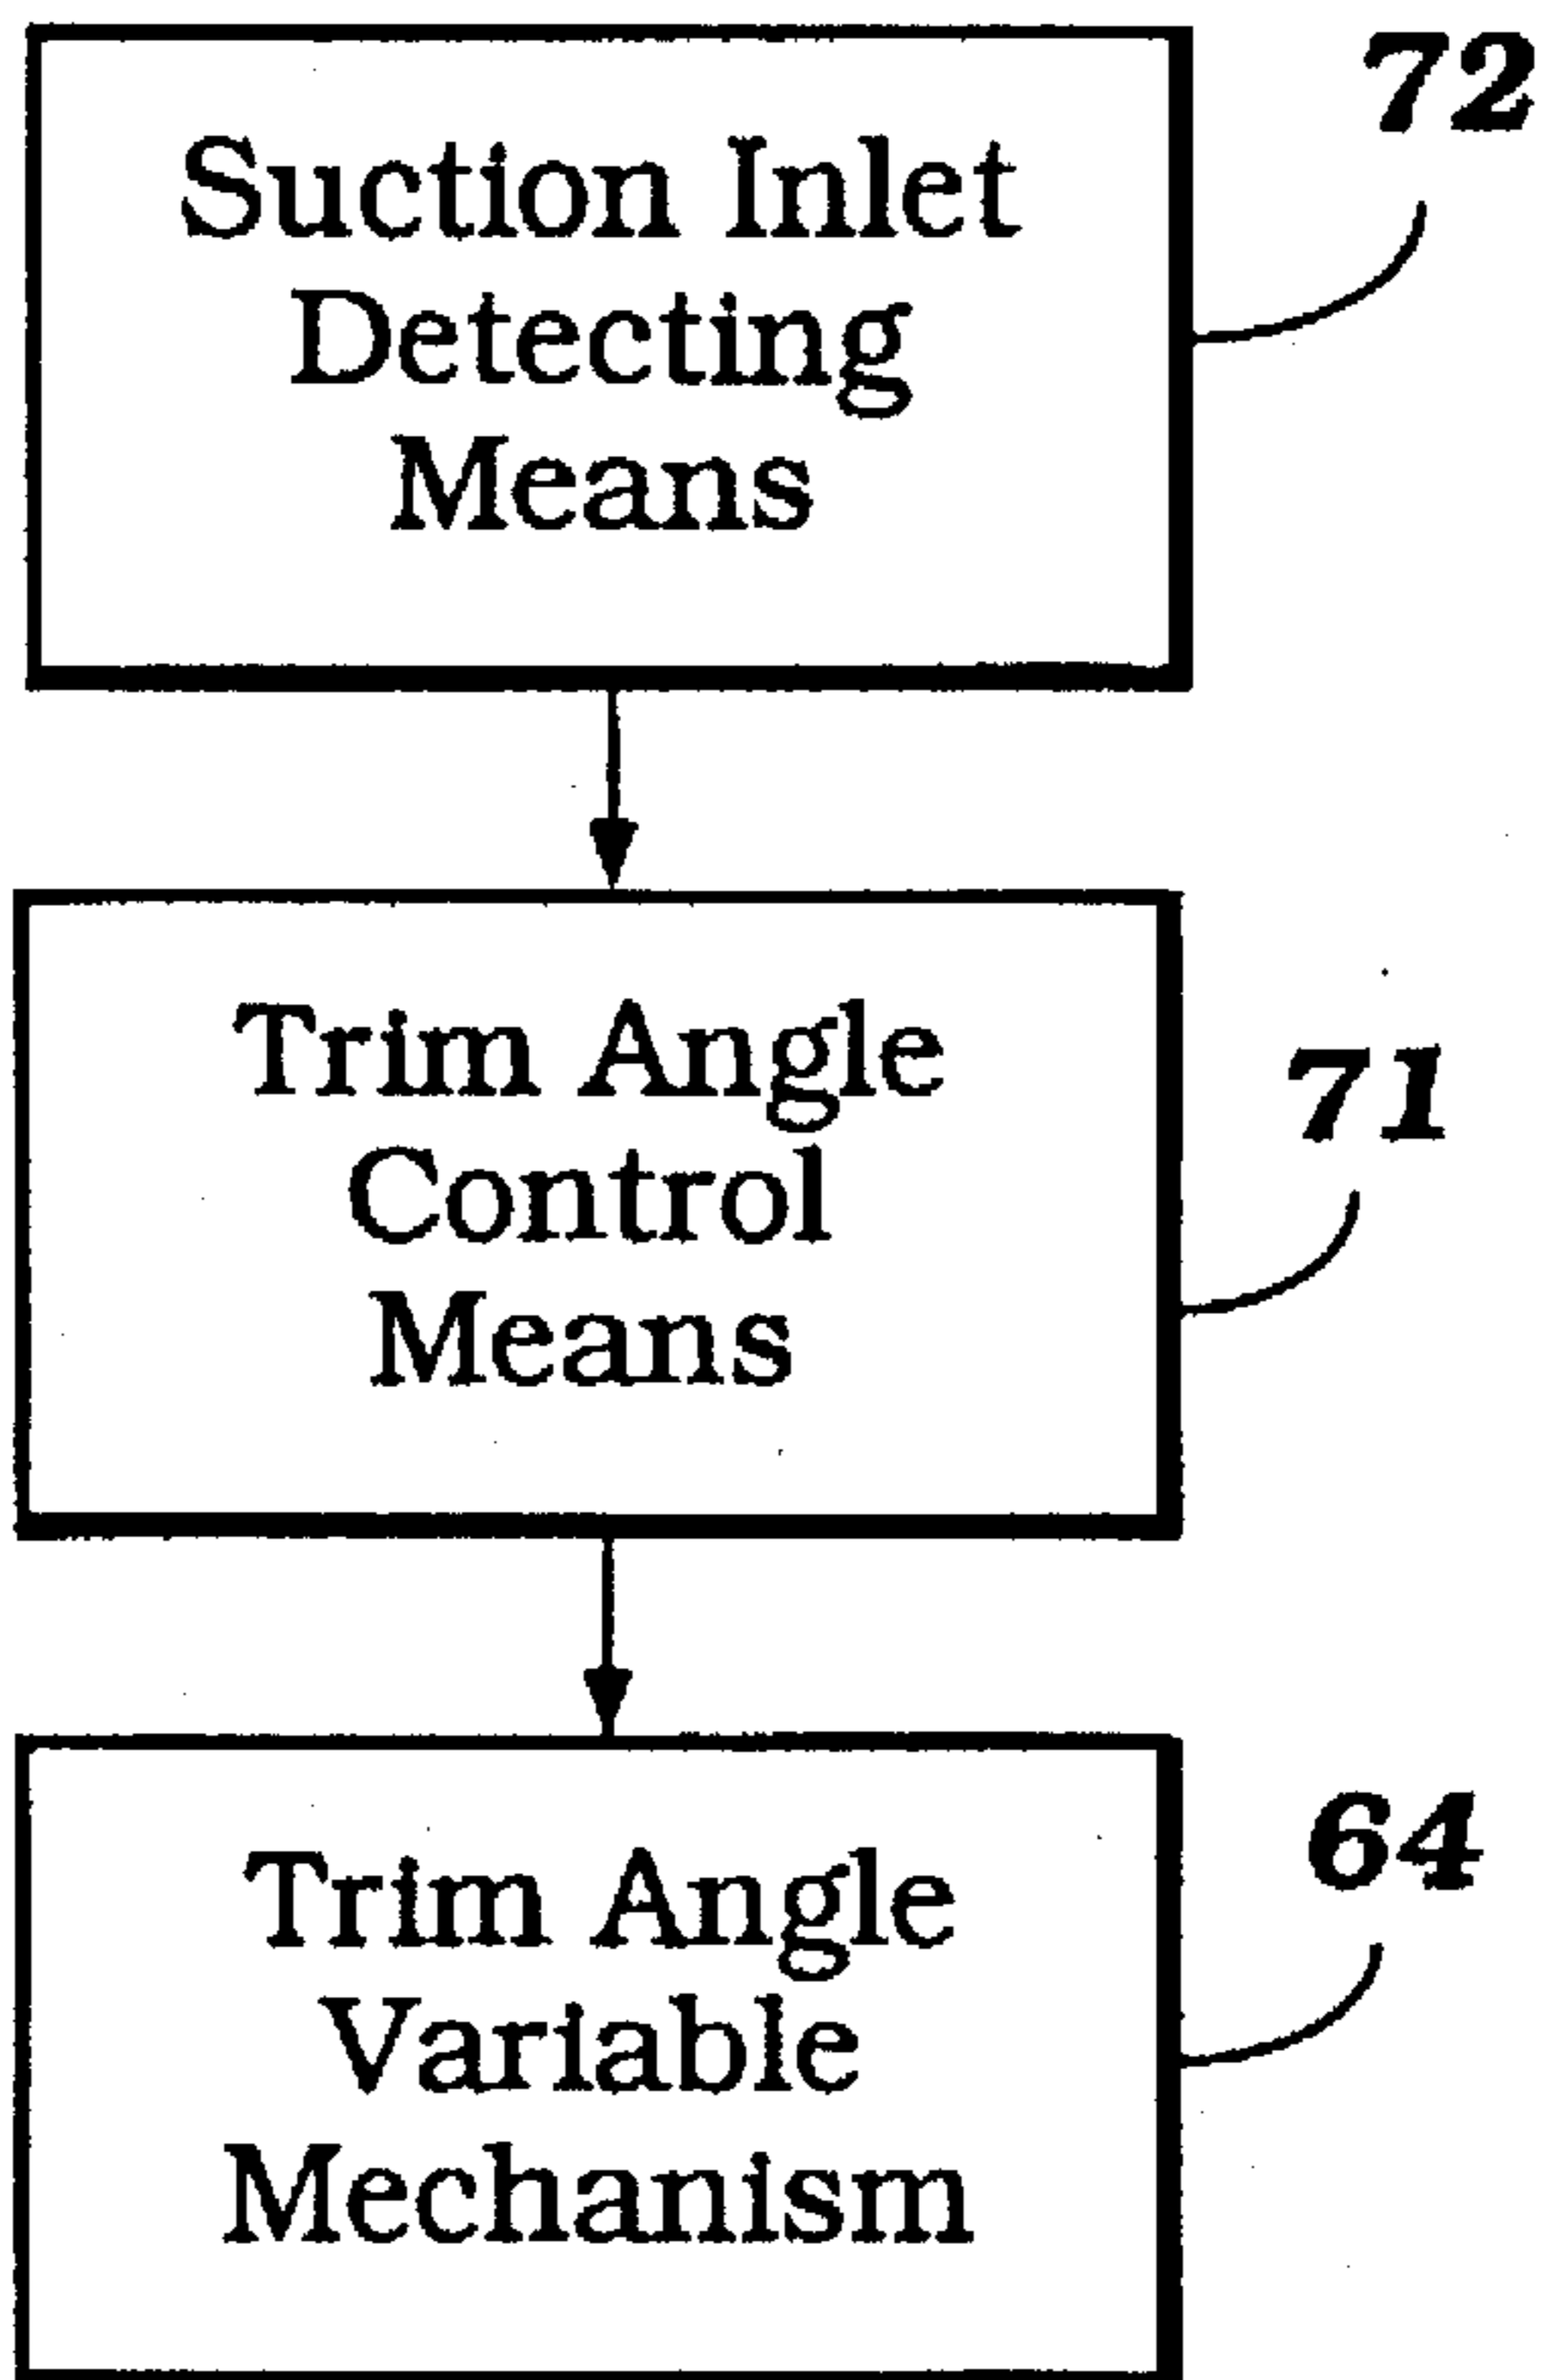 Suction Inlet
Detecting
Means
72
Trim Angle
Control
Means
71
Trim Angle
Variable
Mechanism
64